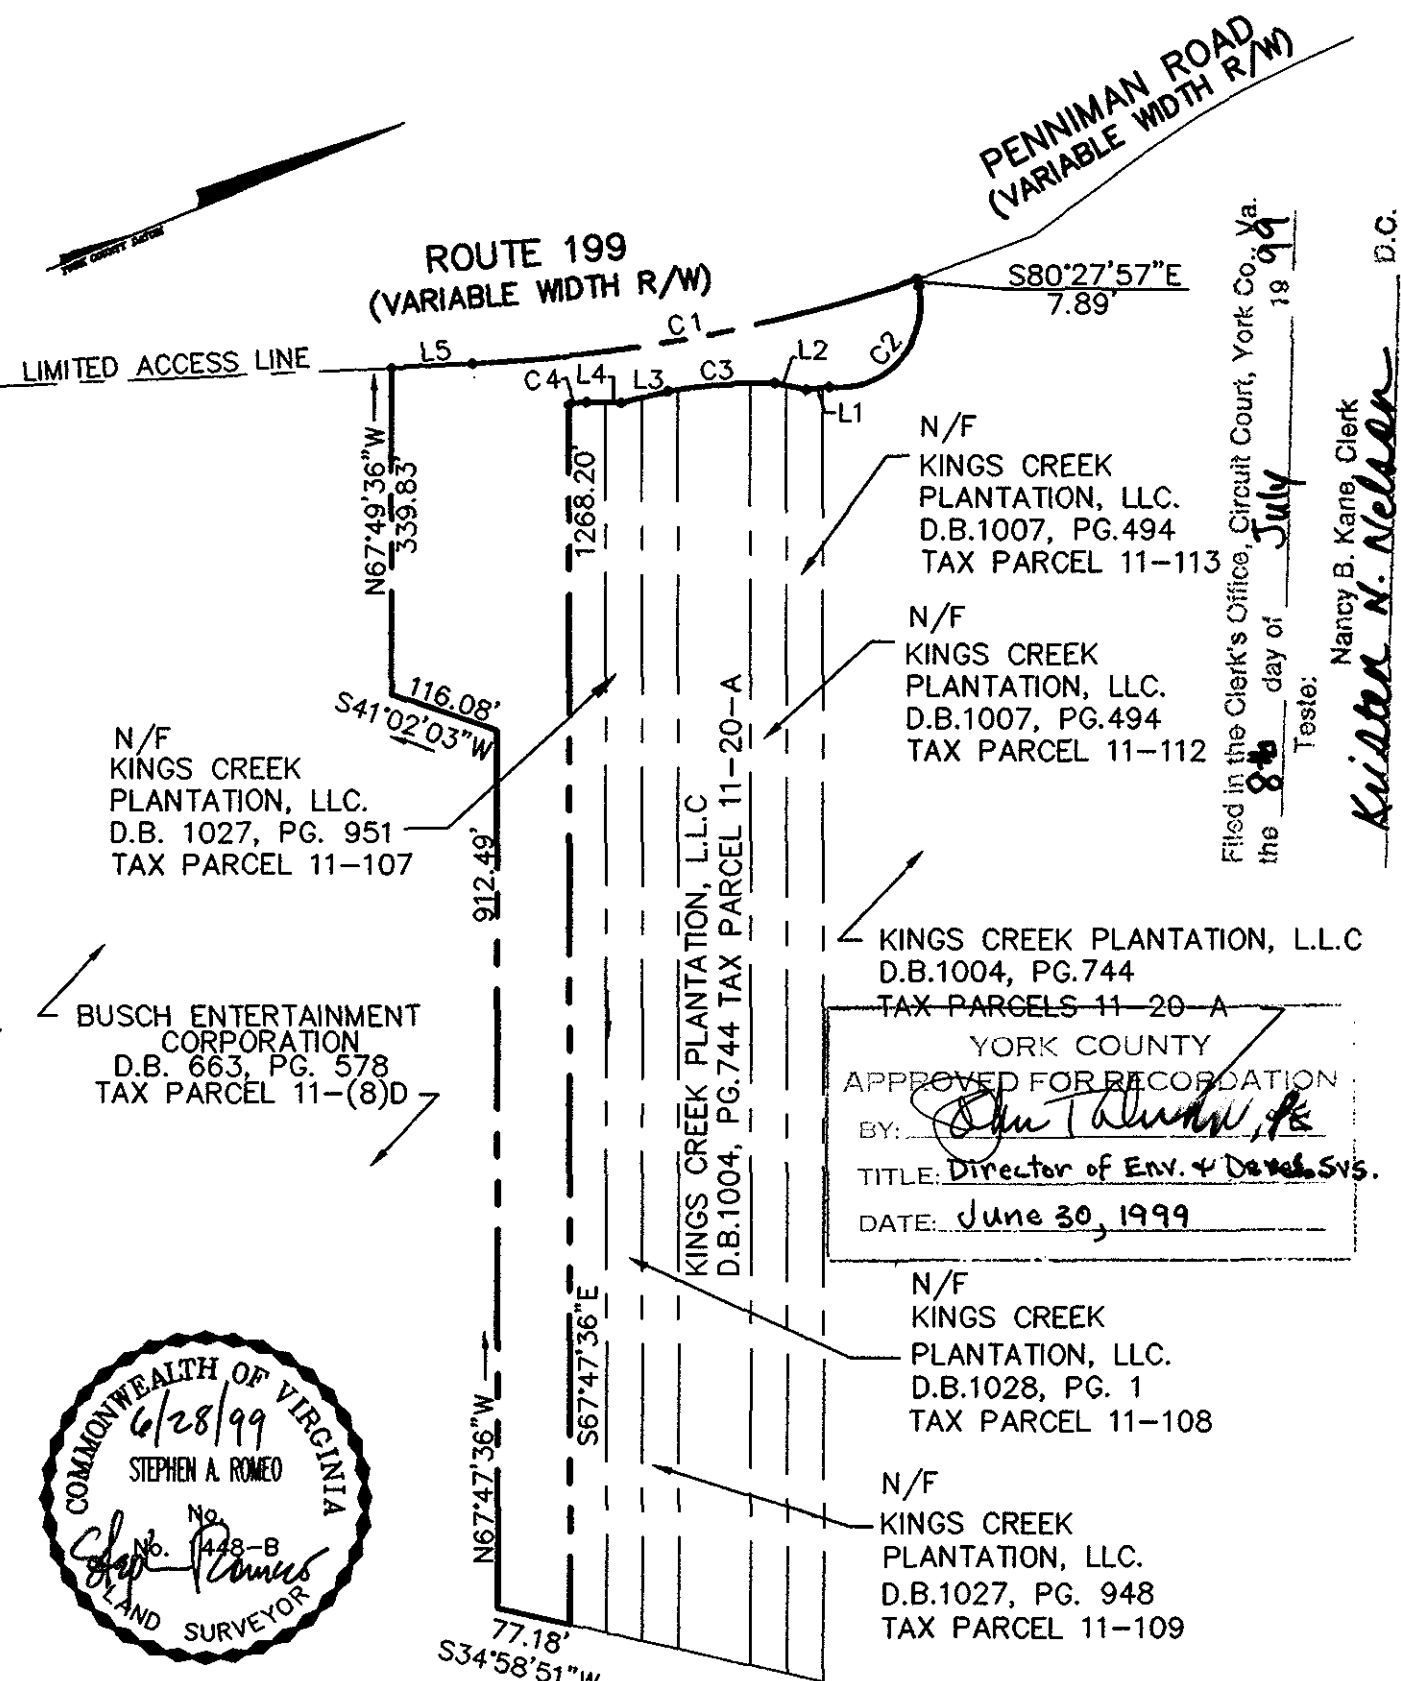 PENNIMAN ROAD
(VARIABLE WIDTH R/W)
YORK COUNTY DATUM
ROUTE 199
(VARIABLE WIDTH R/W)
S80°27'57"E
7.89'
LIMITED ACCESS LINE
L5
C1
C2
C4
L4
L3
C3
L2
L1
N67°49'36"W
339.83'
1268.20'
116.08'
S41°02'03"W
912.49'
N67°47'36"W
S67°47'36"E
77.18'
S34°58'51"W
N/F
KINGS CREEK
PLANTATION, LLC.
D.B.1007, PG.494
TAX PARCEL 11-113
N/F
KINGS CREEK
PLANTATION, LLC.
D.B.1007, PG.494
TAX PARCEL 11-112
N/F
KINGS CREEK
PLANTATION, LLC.
D.B. 1027, PG. 951
TAX PARCEL 11-107
BUSCH ENTERTAINMENT
CORPORATION
D.B. 663, PG. 578
TAX PARCEL 11-(8)D
KINGS CREEK PLANTATION, L.L.C
D.B.1004, PG.744 TAX PARCEL 11-20-A
KINGS CREEK PLANTATION, L.L.C
D.B.1004, PG.744
TAX PARCELS 11-20-A
YORK COUNTY
APPROVED FOR RECORDATION
BY:
TITLE: Director of Env. & Devel. Svs.
DATE: June 30, 1999
N/F
KINGS CREEK
PLANTATION, LLC.
D.B.1028, PG. 1
TAX PARCEL 11-108
N/F
KINGS CREEK
PLANTATION, LLC.
D.B.1027, PG. 948
TAX PARCEL 11-109
Filed in the Clerk's Office, Circuit Court, York Co., Va.
the 8th day of July 1999
Teste:
Nancy B. Kane, Clerk
Kristen N. Nelson D.C.
COMMONWEALTH OF VIRGINIA
6/28/99
STEPHEN A. ROMEO
No.
No. 1448-B
LAND SURVEYOR